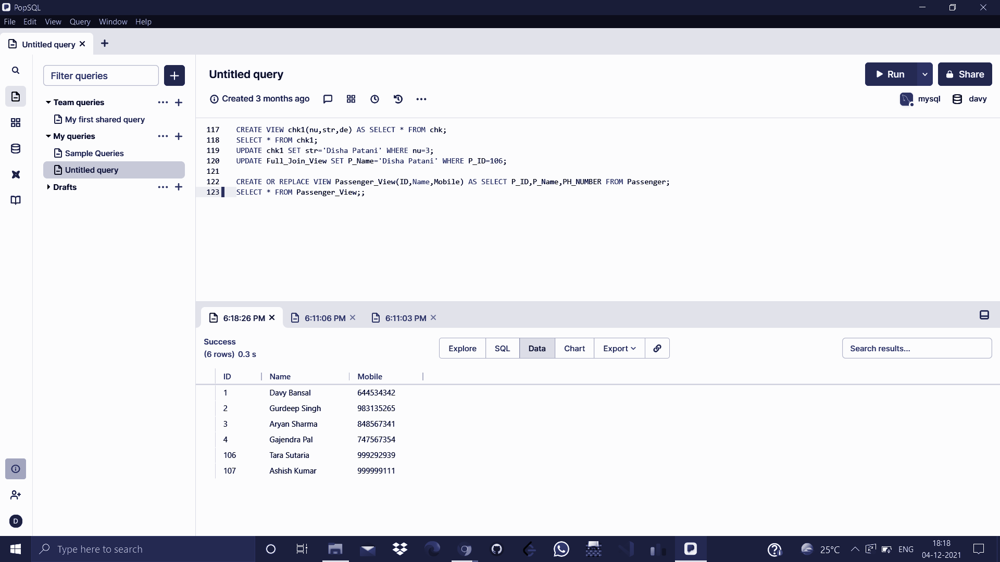 PopSQL
File Edit View Query Window Help
Untitled query
Filter queries
Team queries
My first shared query
My queries
Sample Queries
Untitled query
Drafts
D
Untitled query
Run
Share
Created 3 months ago
mysql davy
117 CREATE VIEW chk1(nu,str,de) AS SELECT * FROM chk;
118 SELECT * FROM chk1;
119 UPDATE chk1 SET str='Disha Patani' WHERE nu=3;
120 UPDATE Full_Join_View SET P_Name='Disha Patani' WHERE P_ID=106;
121
122 CREATE OR REPLACE VIEW Passenger_View(ID,Name,Mobile) AS SELECT P_ID,P_Name,PH_NUMBER FROM Passenger;
123 SELECT * FROM Passenger_View;;
6:18:26 PM 6:11:06 PM 6:11:03 PM
Success
(6 rows) 0.3 s
Explore SQL Data Chart Export
Search results...
ID Name Mobile
1 Davy Bansal 644534342
2 Gurdeep Singh 983135265
3 Aryan Sharma 848567341
4 Gajendra Pal 747567354
106 Tara Sutaria 999292939
107 Ashish Kumar 999999111
Type here to search
25°C
ENG
18:18
04-12-2021